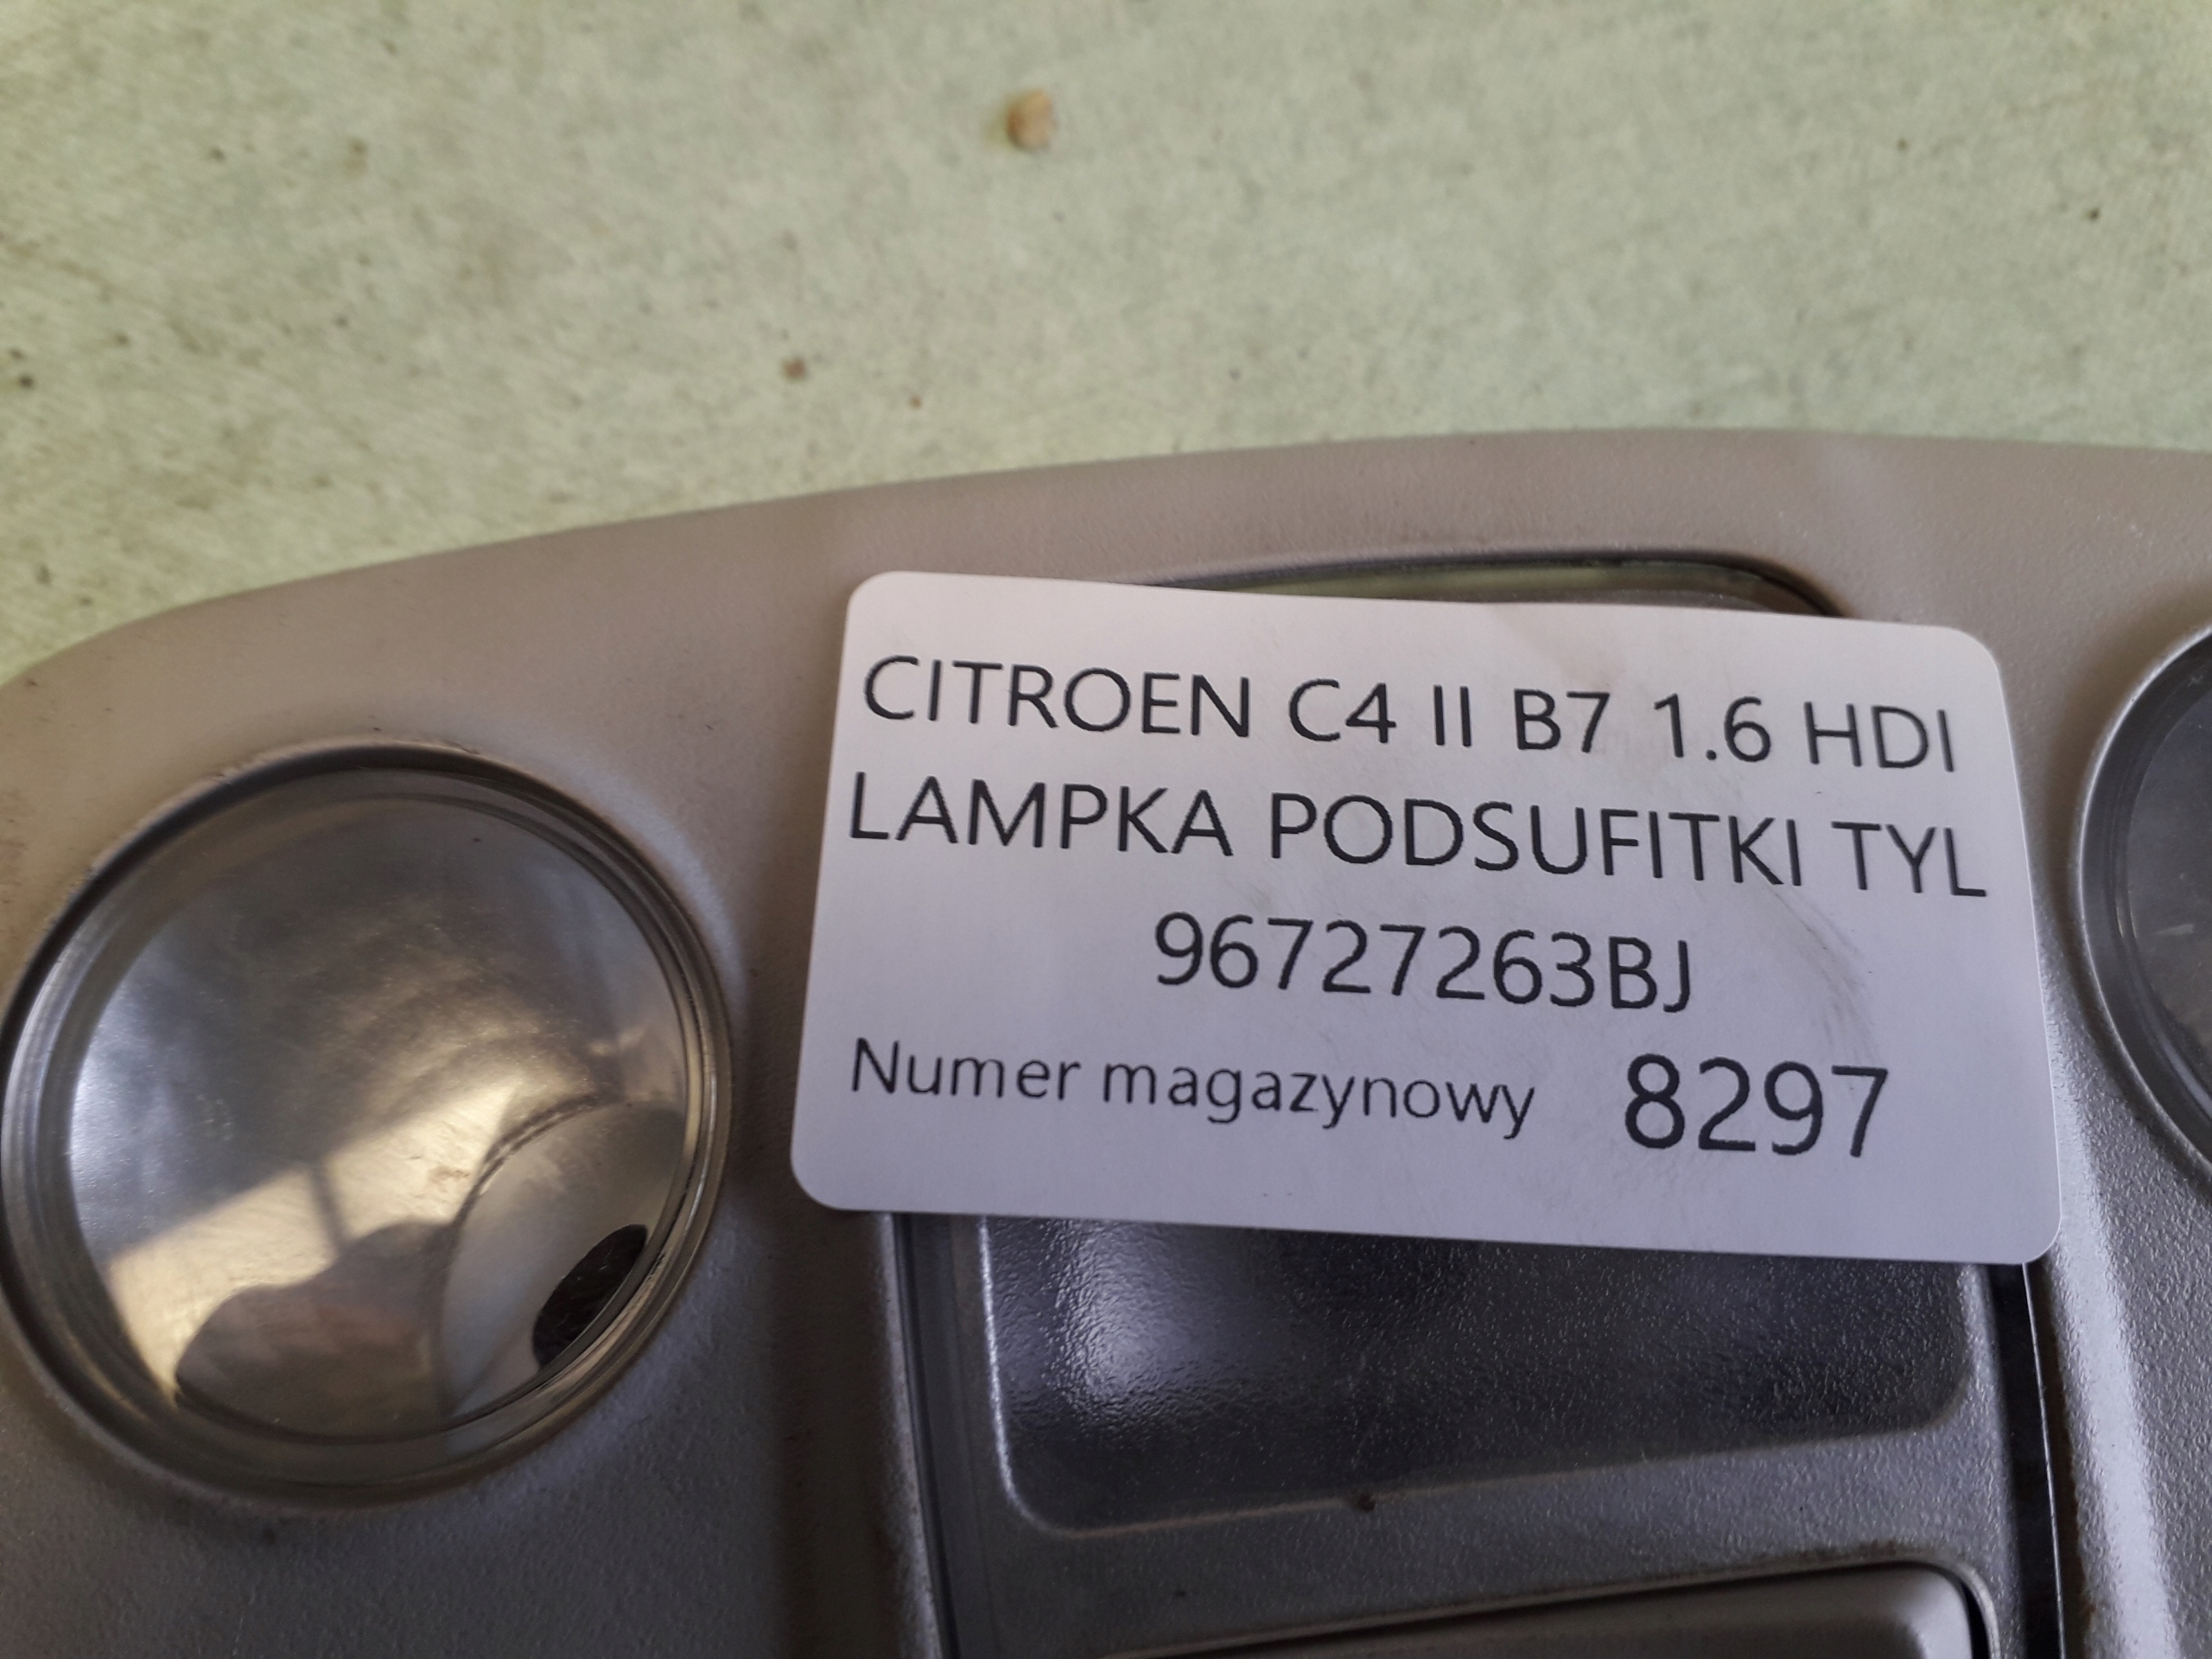 CITROEN C4 II B7 1.6 HDI
LAMPKA PODSUFITKI TYL
96727263BJ
Numer magazynowy 8297